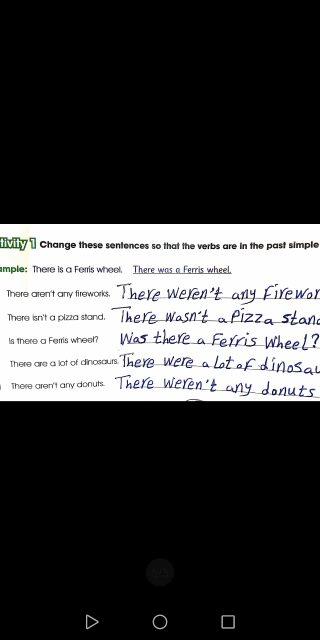 tivity 1 Change these sentences so that the verbs are in the past simple
mple: There is a Ferris wheel. There was a Ferris wheel.
There aren't any fireworks. There weren't any firewor
There isn't a pizza stand. There wasn't a pizza stand
Is there a Ferris wheel? Was there a Ferris wheel?
There are a lot of dinosaurs. There were a lot of dinosau
There aren't any donuts. There weren't any donuts